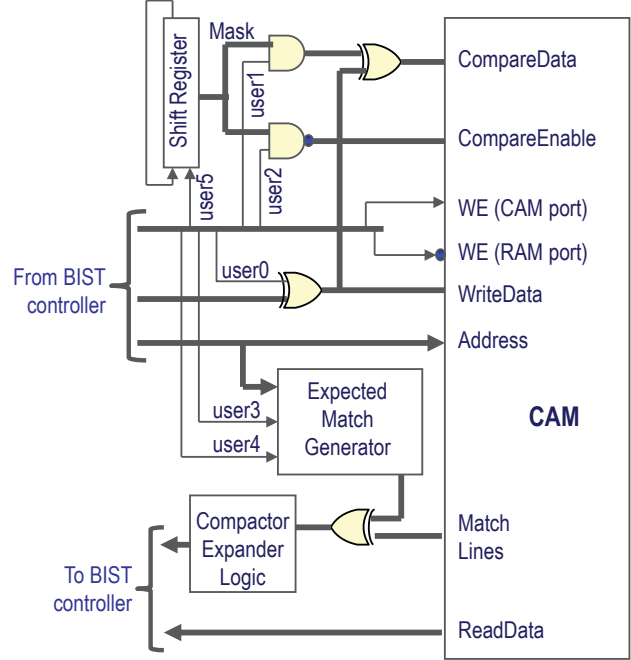 Mask
CompareData
Shift Register
user1
CompareEnable
user5
user2
WE (CAM port)
WE (RAM port)
From BIST
controller
user0
WriteData
Address
Expected
Match
Generator
user3
user4
CAM
Compactor
Expander
Logic
Match
Lines
To BIST
controller
ReadData